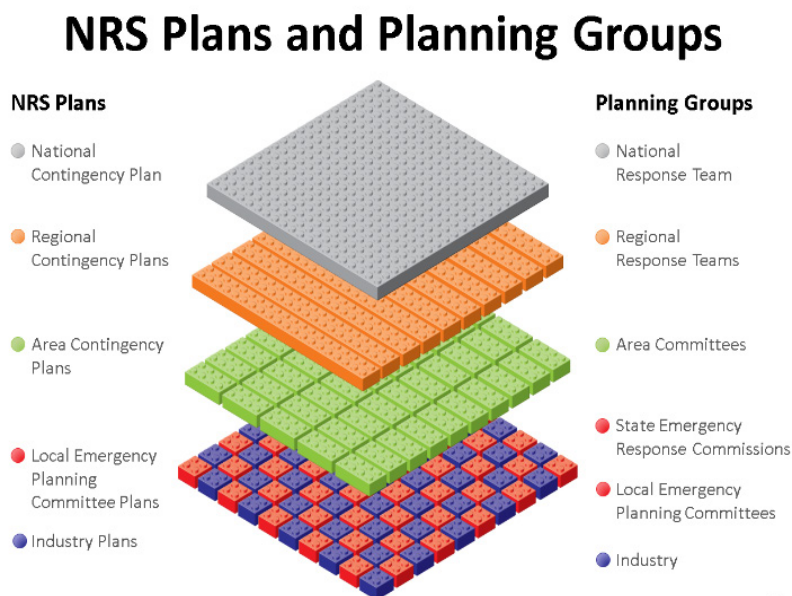 NRS Plans and Planning Groups
NRS Plans
National
Contingency Plan
Regional
Contingency Plans
Area Contingency
Plans
Local Emergency
Planning
Committee Plans
Industry Plans
Planning Groups
National
Response Team
Regional
Response Teams
Area Committees
State Emergency
Response Commissions
Local Emergency
Planning Committees
Industry